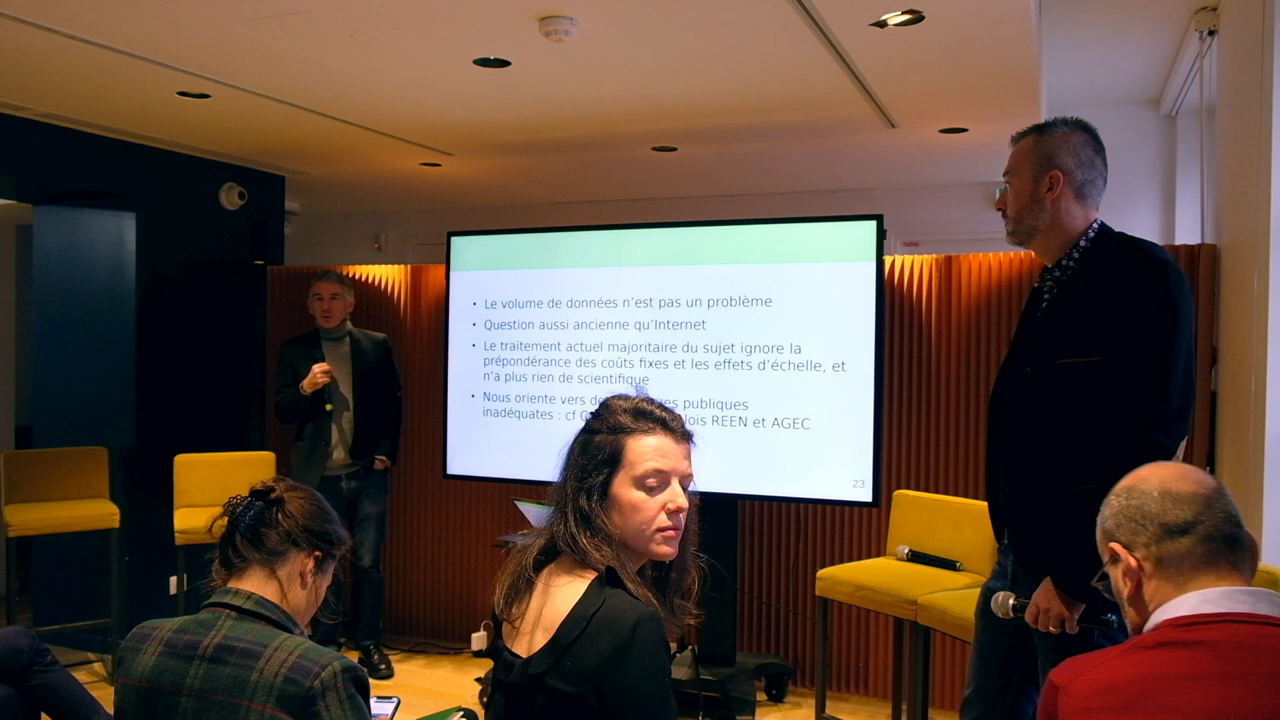 • Le volume de données n'est pas un problème
• Question aussi ancienne qu'Internet
• Le traitement actuel majoritaire du sujet ignore la
prépondérance des coûts fixes et les effets d'échelle, et
n'a plus rien de scientifique
• Nous oriente vers publiques
inadéquates : cf lois REEN et AGEC
23